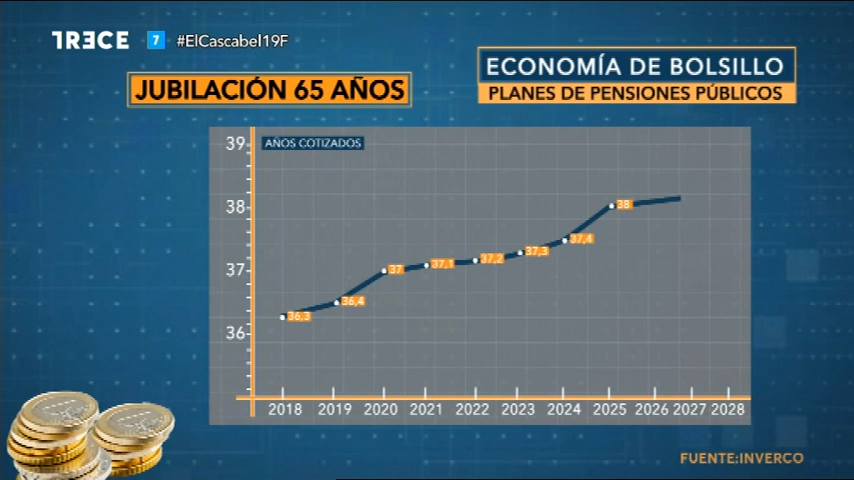 TRECE 7 #ElCascabel19F
ECONOMÍA DE BOLSILLO
PLANES DE PENSIONES PÚBLICOS
JUBILACIÓN 65 AÑOS
39
AÑOS COTIZADOS
38
37
36
36,3
36,4
37
37,1
37,2
37,3
37,4
38
2018 2019 2020 2021 2022 2023 2024 2025 2026 2027 2028
FUENTE:INVERCO